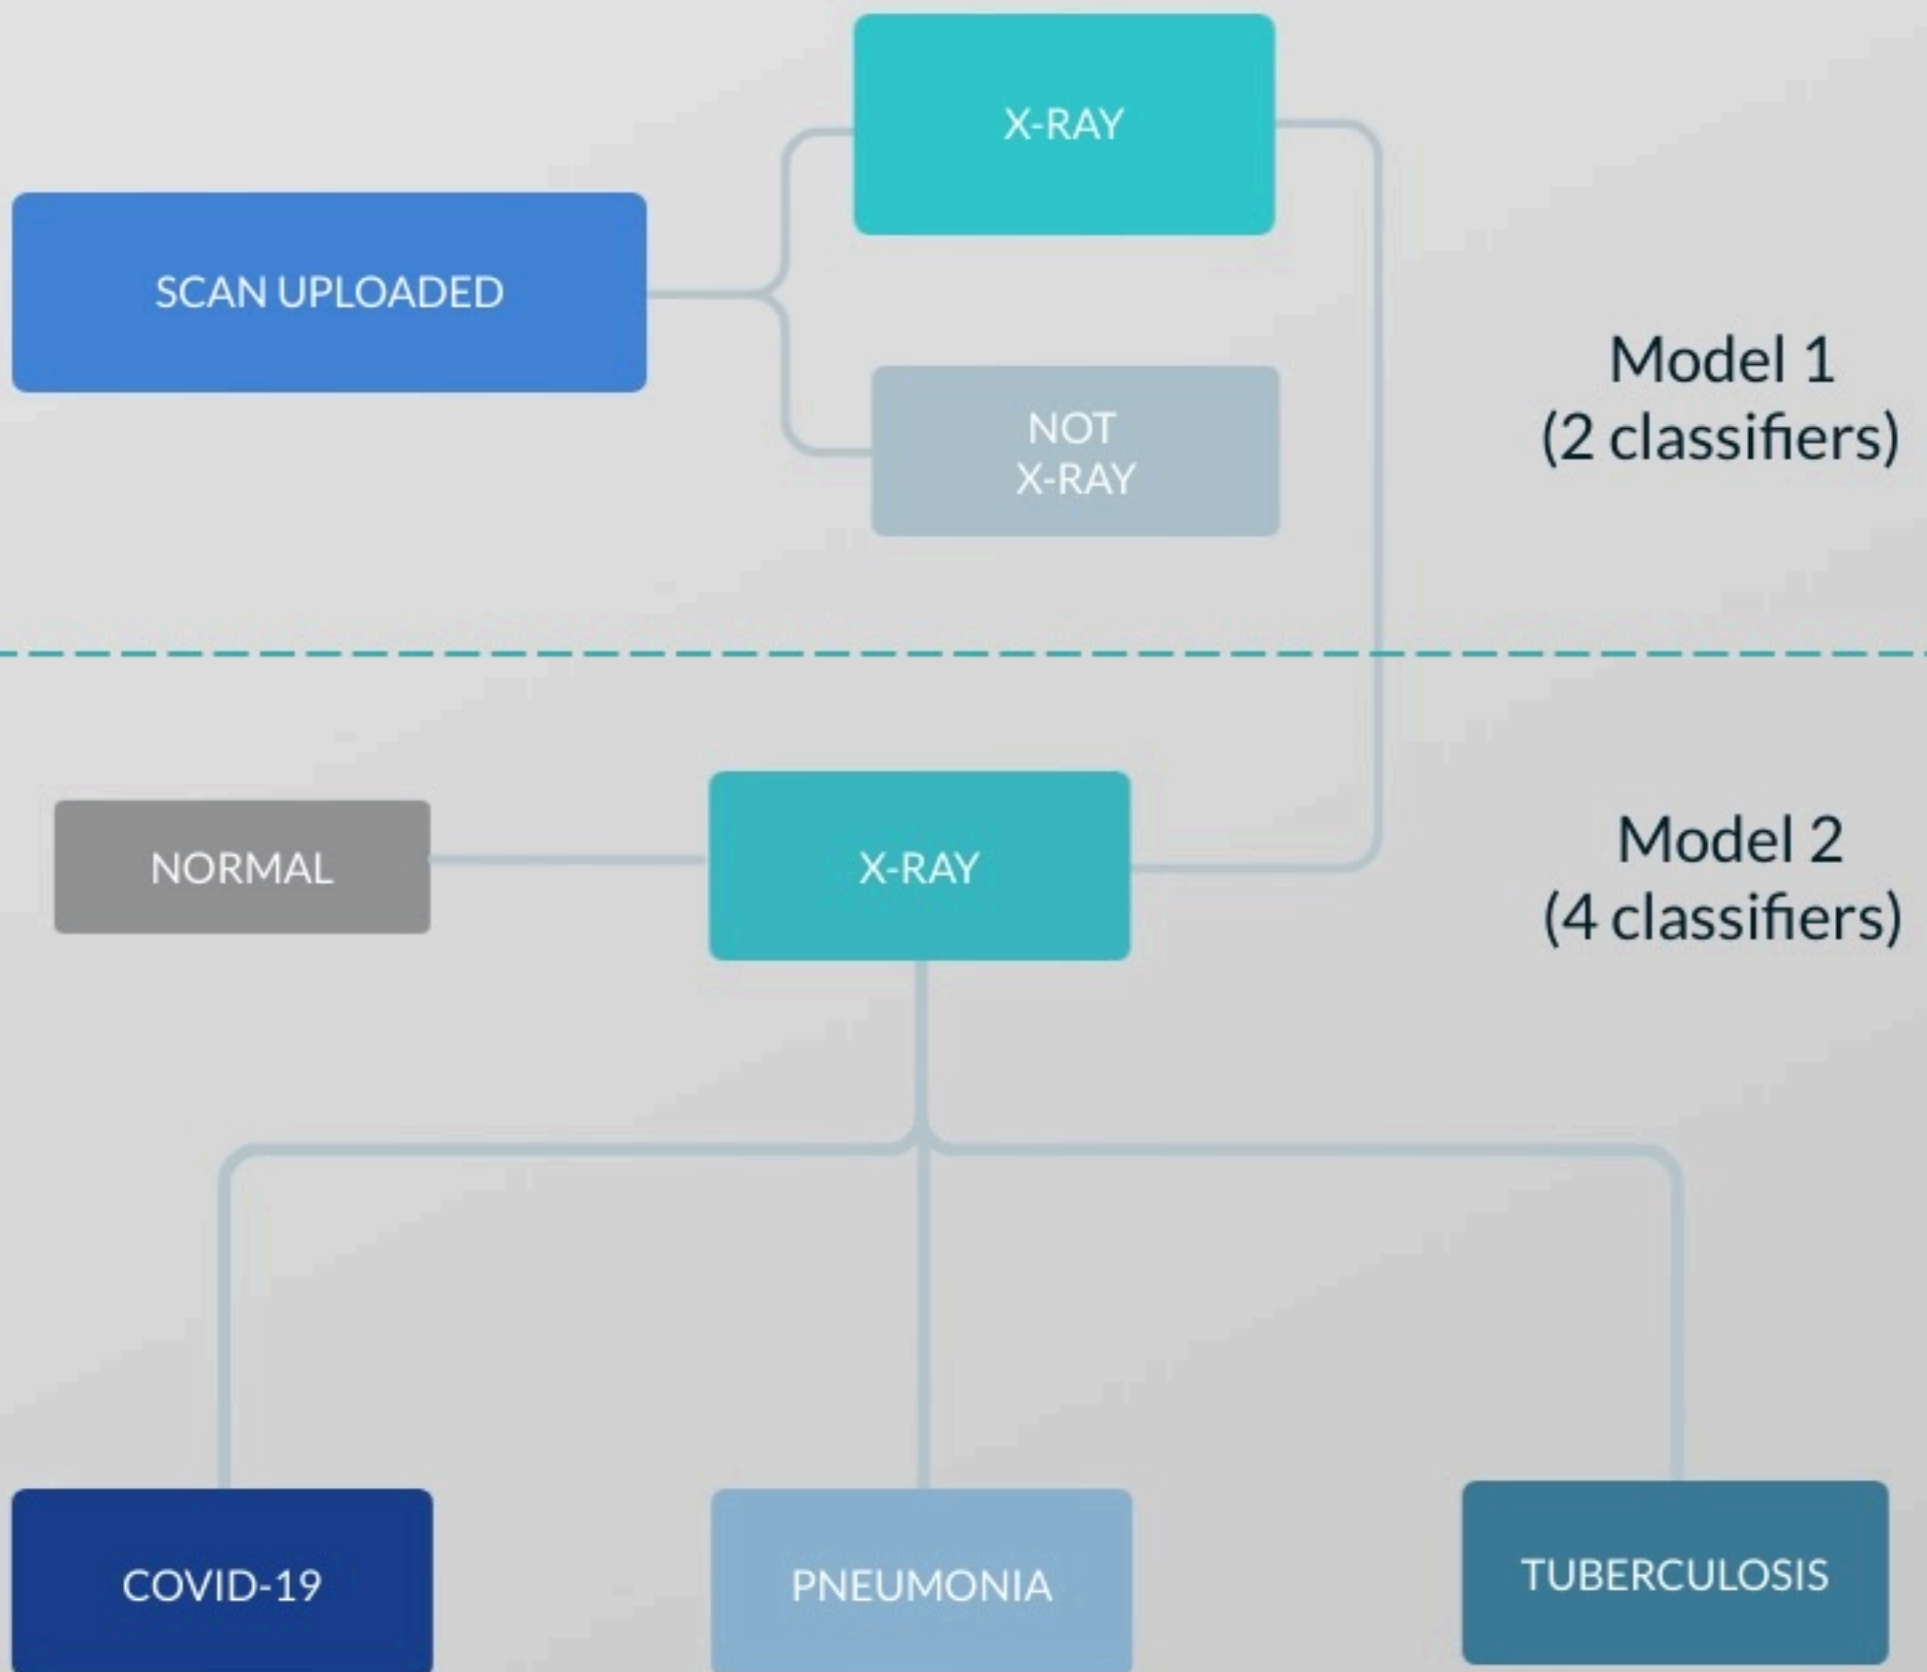 X-RAY
SCAN UPLOADED
NOT
X-RAY
Model 1
(2 classifiers)
NORMAL
X-RAY
Model 2
(4 classifiers)
COVID-19
PNEUMONIA
TUBERCULOSIS